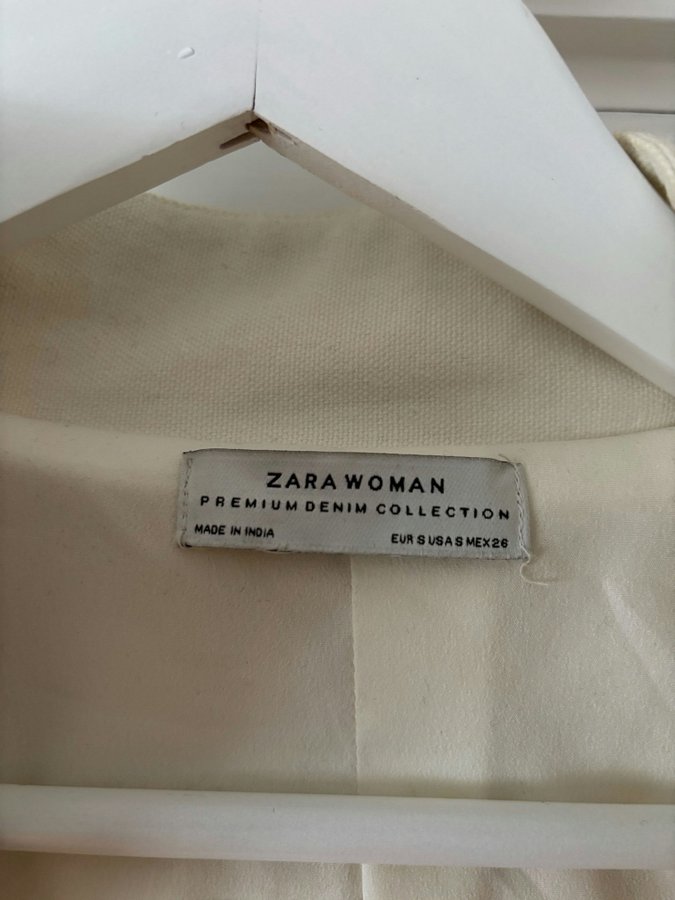 ZARA WOMAN
PREMIUM DENIM COLLECTION
MADE IN INDIA
EUR S USA S MEX 26